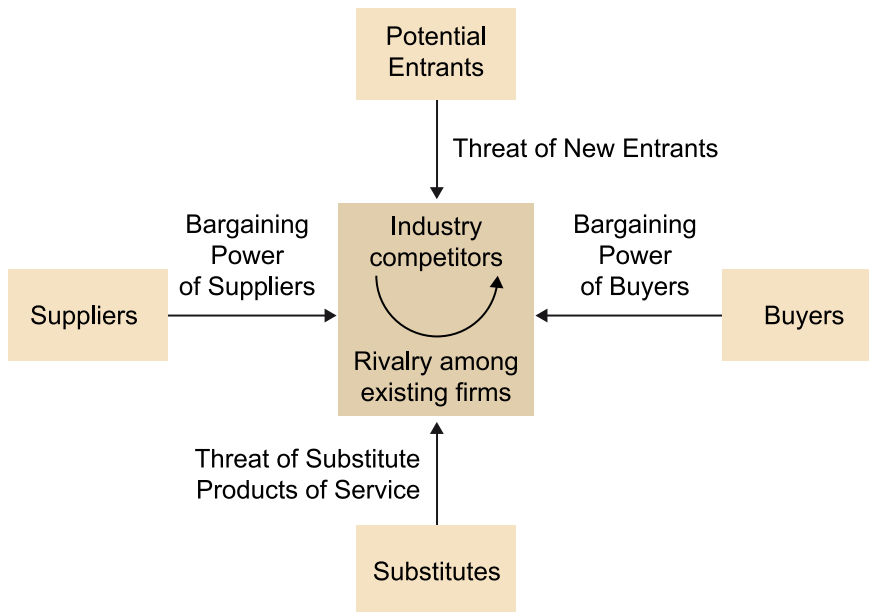 Potential
Entrants
Threat of New Entrants
Bargaining
Power
of Suppliers
Industry
competitors
Bargaining
Power
of Buyers
Suppliers
Buyers
Rivalry among
existing firms
Threat of Substitute
Products of Service
Substitutes